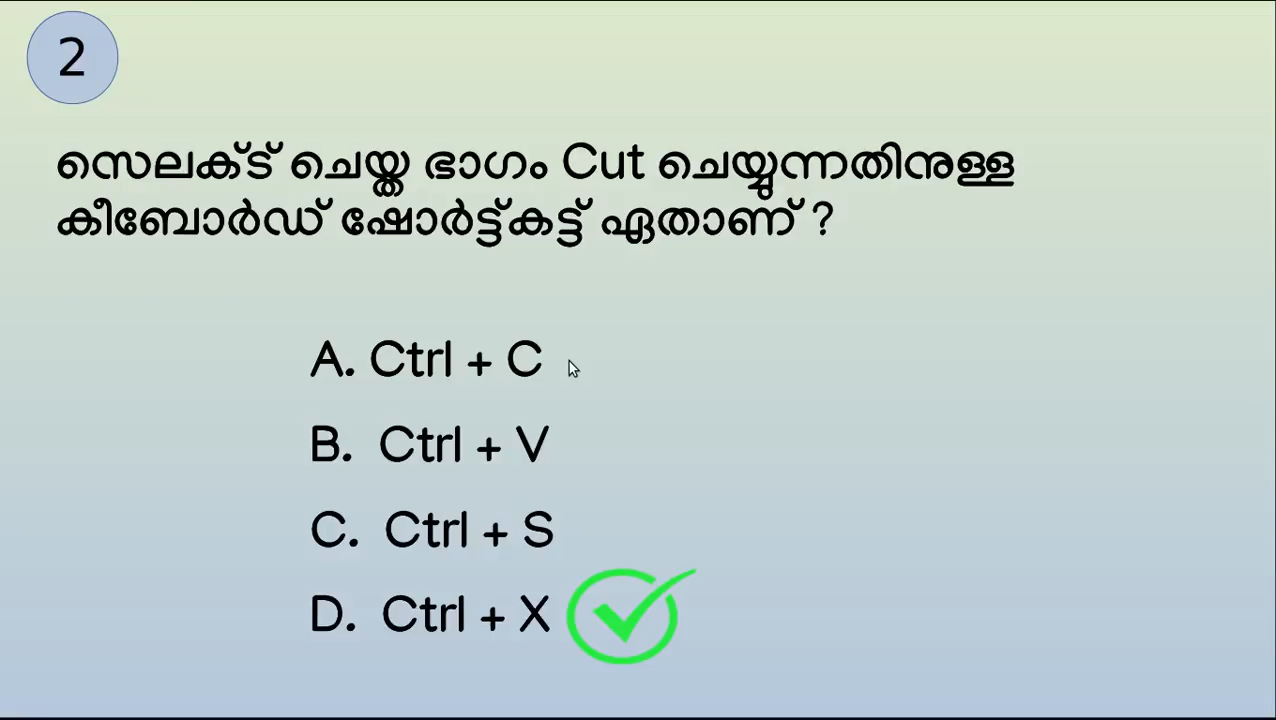 2
സെലക്ട് ചെയ്ത ഭാഗം Cut ചെയ്യുന്നതിനുള്ള
കീബോർഡ് ഷോർട്ട്കട്ട് ഏതാണ് ?
A. Ctrl + C
B. Ctrl + V
C. Ctrl + S
D. Ctrl + X